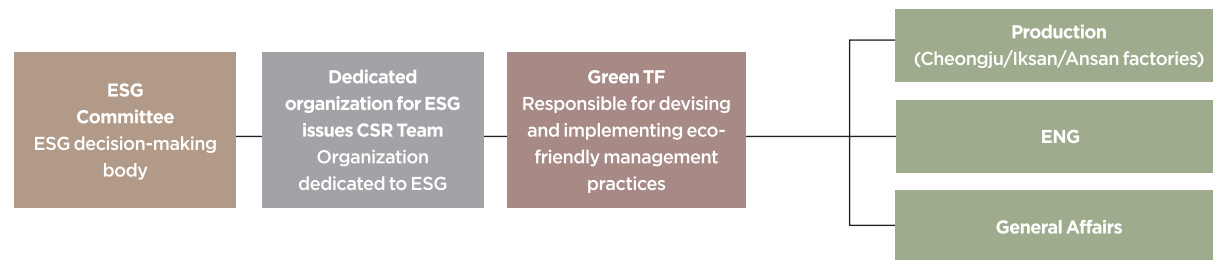 ESG
Committee
ESG decision-making
body
Dedicated
organization for ESG
issues CSR Team
Organization
dedicated to ESG
Green TF
Responsible for devising
and implementing eco-
friendly management
practices
Production
(Cheongju/Iksan/Ansan factories)
ENG
General Affairs